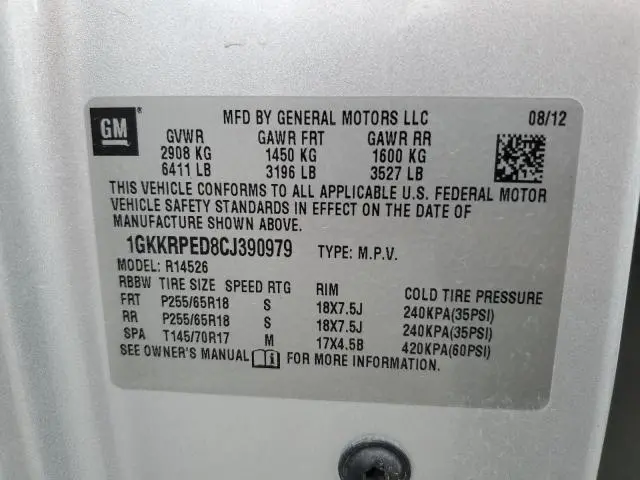 GM
MFD BY GENERAL MOTORS LLC 08/12
GVWR GAWR FRT GAWR RR
2908 KG 1450 KG 1600 KG
6411 LB 3196 LB 3527 LB
THIS VEHICLE CONFORMS TO ALL APPLICABLE U.S. FEDERAL MOTOR
VEHICLE SAFETY STANDARDS IN EFFECT ON THE DATE OF
MANUFACTURE SHOWN ABOVE.
1GKKRPED8CJ390979 TYPE: M.P.V.
MODEL: R14526
RBBW TIRE SIZE SPEED RTG RIM COLD TIRE PRESSURE
FRT P255/65R18 S 18X7.5J 240KPA(35PSI)
RR P255/65R18 S 18X7.5J 240KPA(35PSI)
SPA T145/70R17 M 17X4.5B 420KPA(60PSI)
SEE OWNER'S MANUAL FOR MORE INFORMATION.